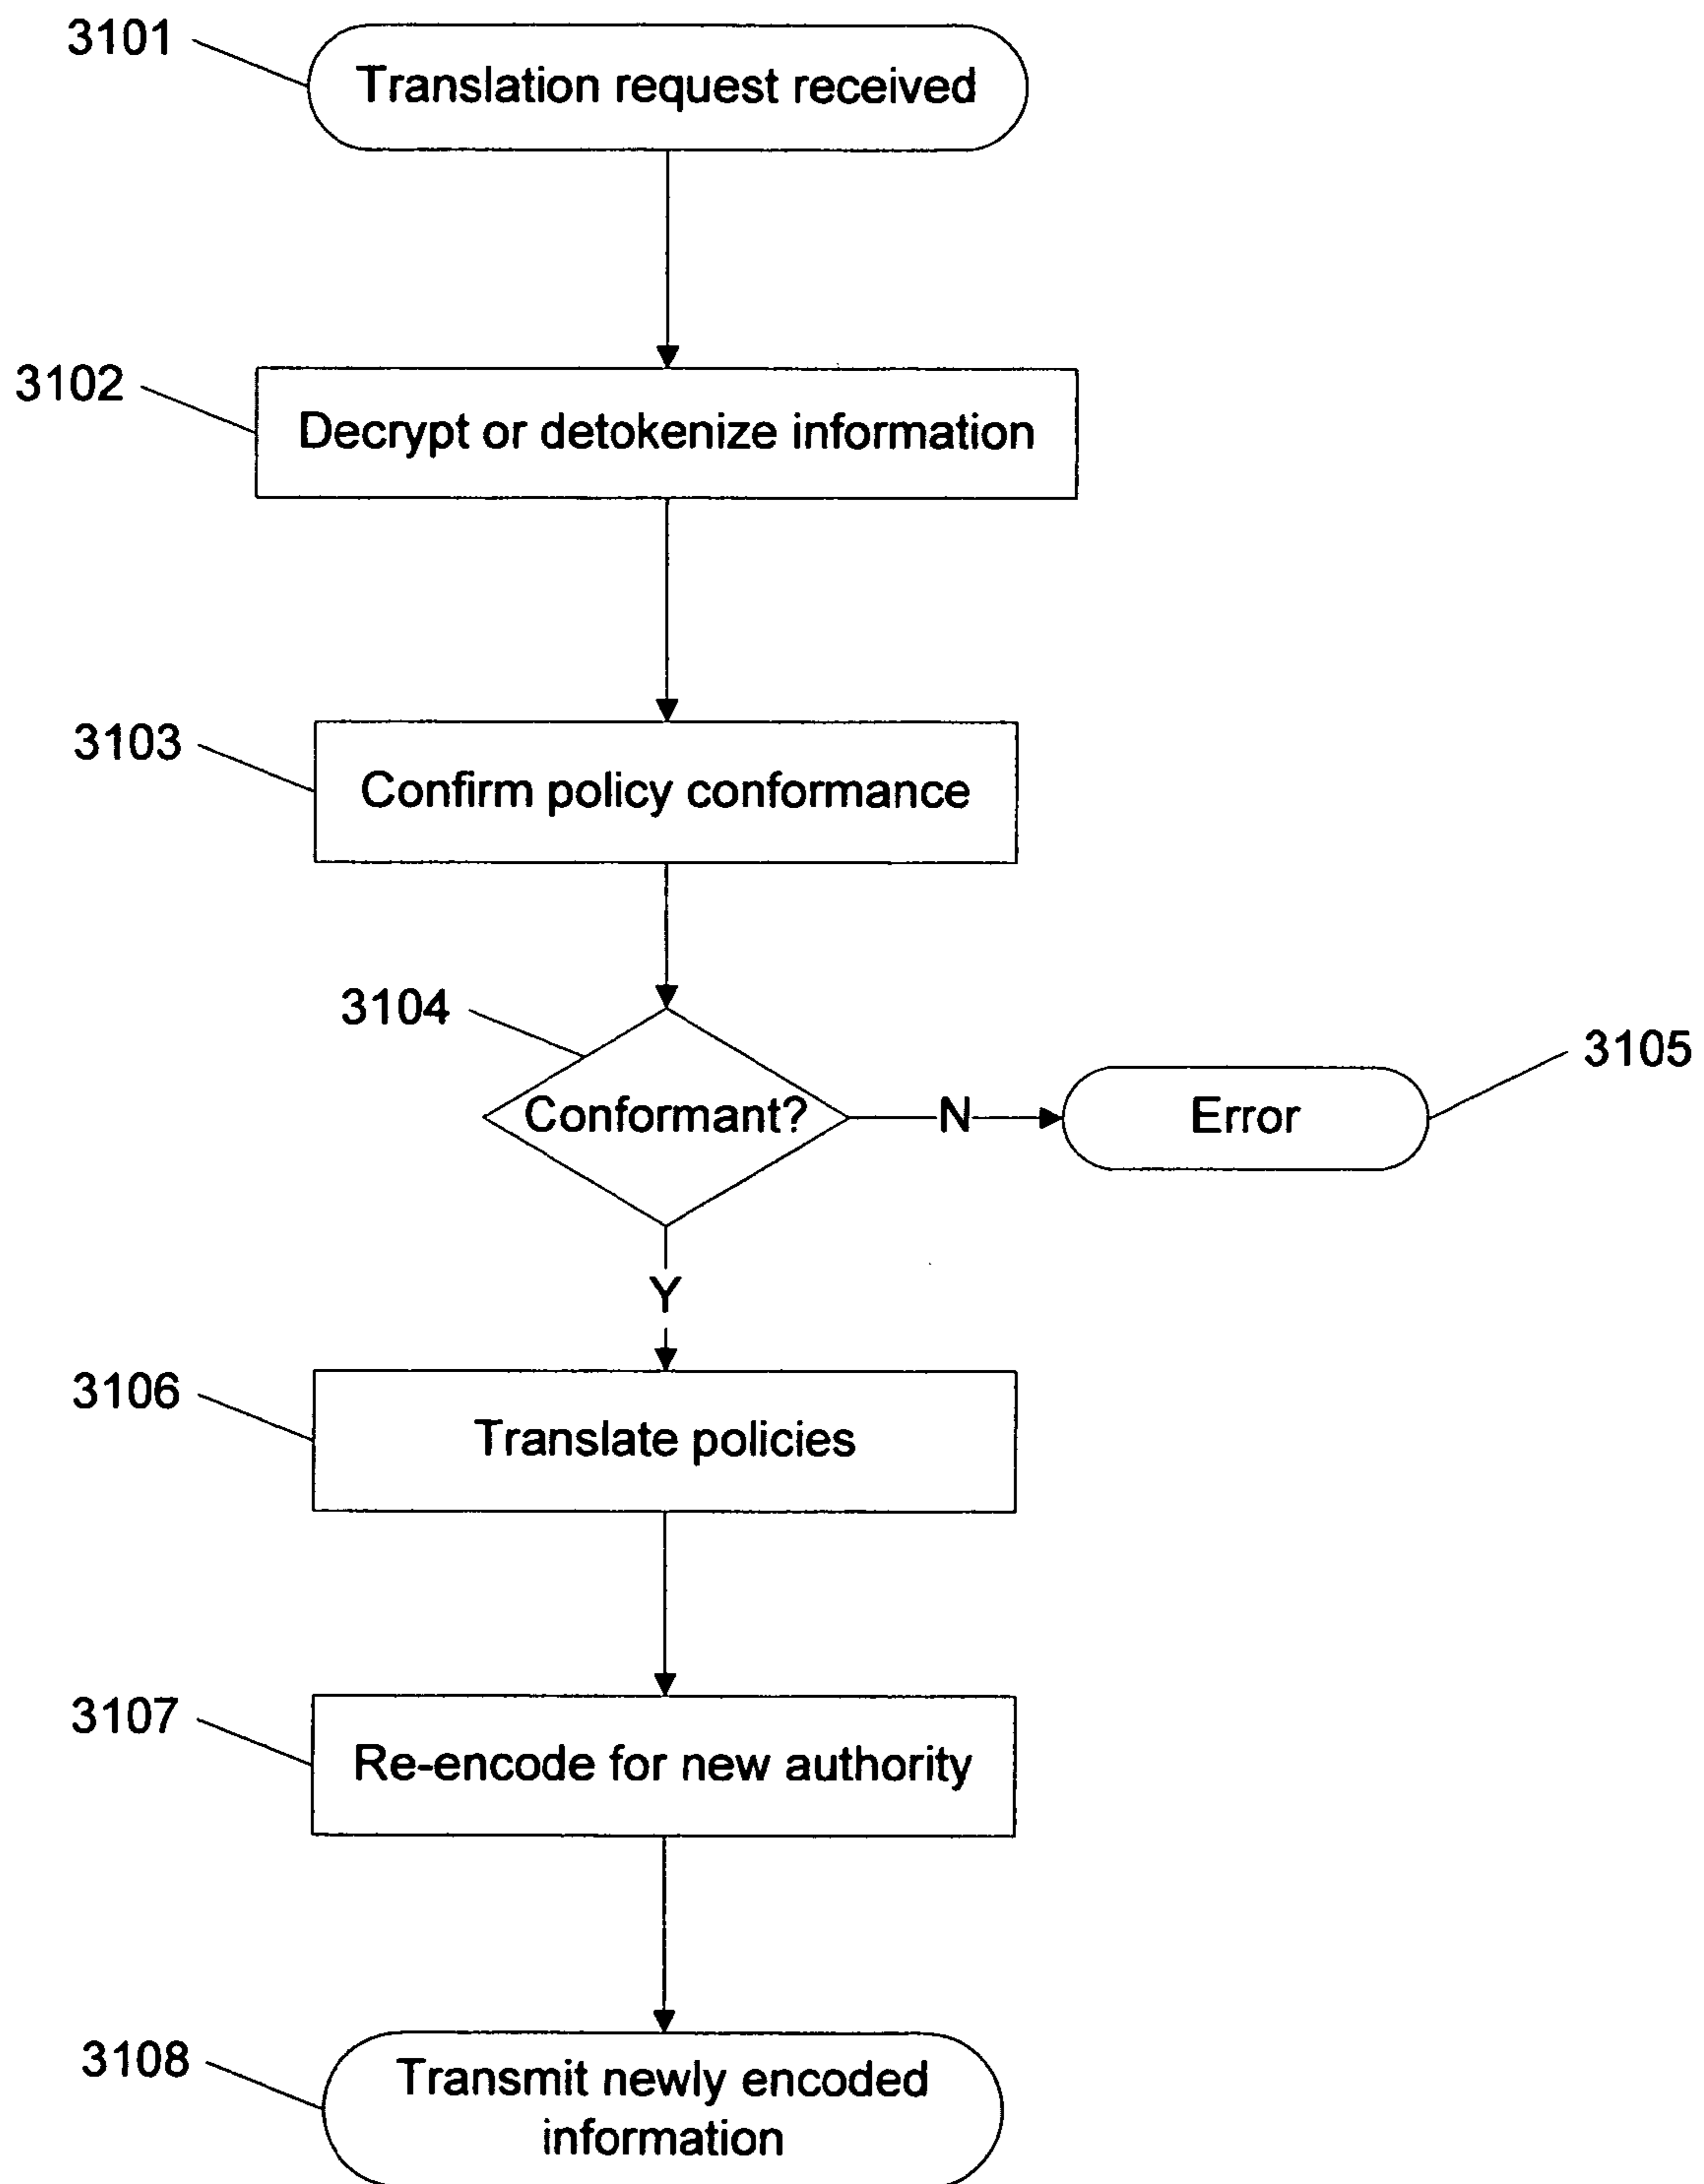 3101
Translation request received
3102
Decrypt or detokenize information
3103
Confirm policy conformance
3104
Conformant?
N
Error
3105
Y
3106
Translate policies
3107
Re-encode for new authority
3108
Transmit newly encoded
information